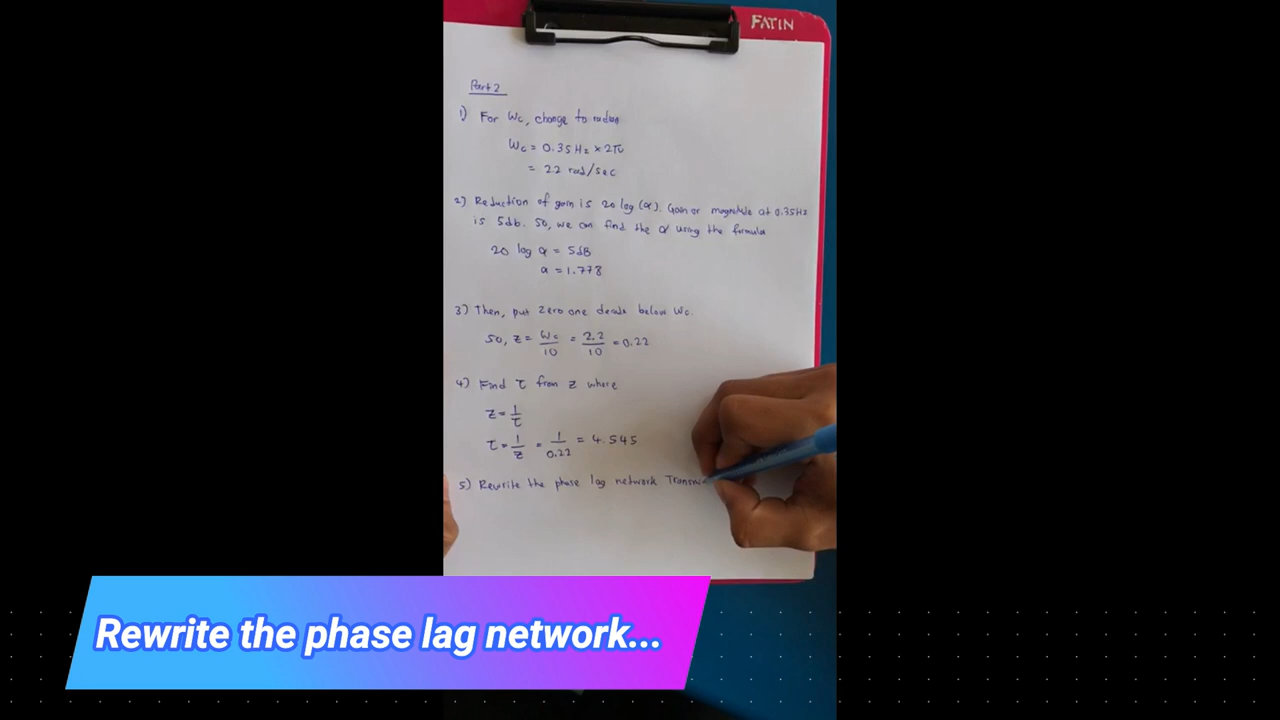 FATIN
Part 2
1) For Wc, change to radian
Wc = 0.35Hz × 2π
= 2.2 rad/sec
2) Reduction of gain is 20 log (α). Gain or magnitude at 0.35Hz
is 5db. So, we can find the α using the formula
20 log α = 5dB
α = 1.778
3) Then, put zero one decade below Wc.
so, z = Wc/10 = 2.2/10 = 0.22
4) Find τ from z where
z = 1/τ
τ = 1/z = 1/0.22 = 4.545
5) Rewrite the phase lag network
Rewrite the phase lag network...